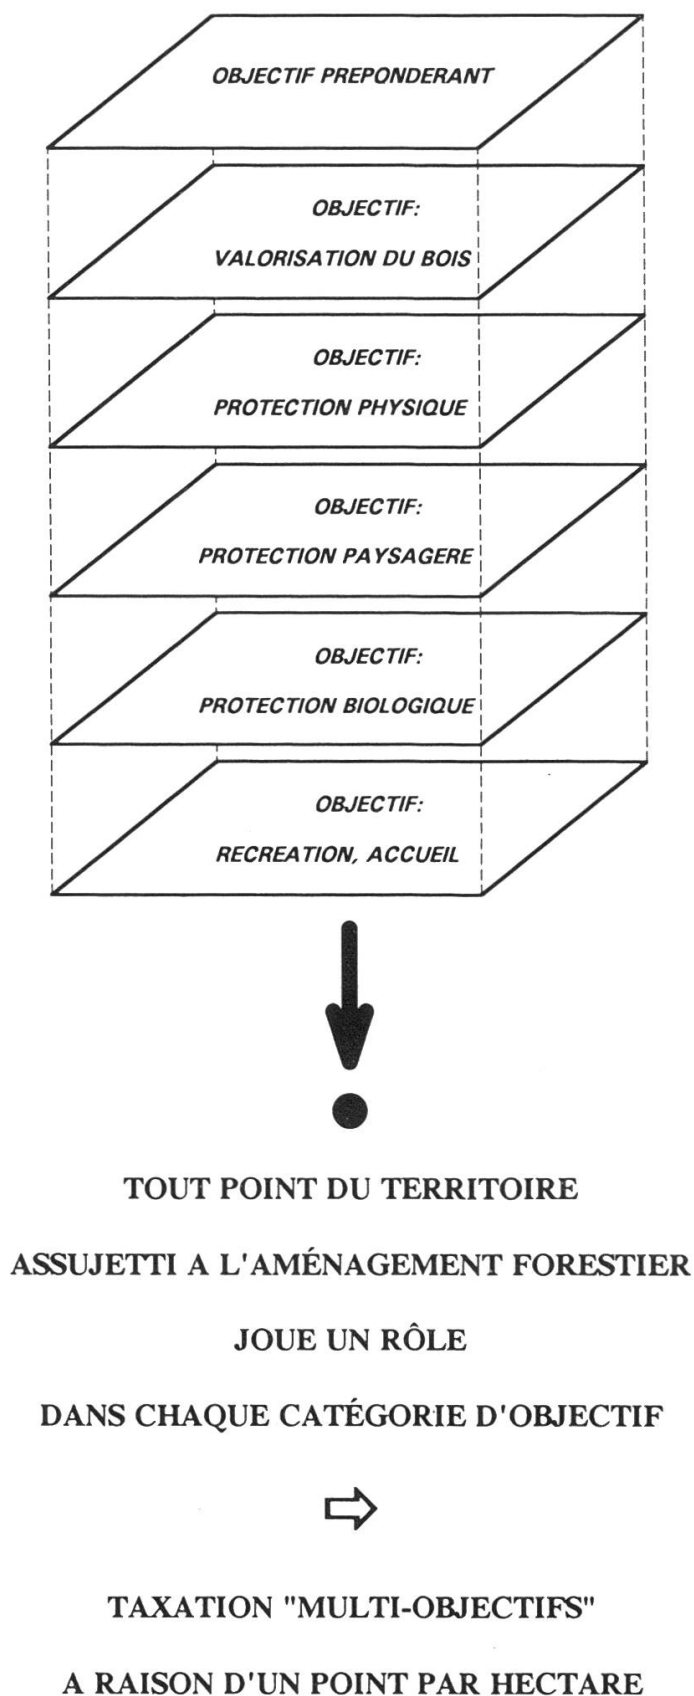 OBJECTIF PREPONDERANT
OBJECTIF:
VALORISATION DU BOIS
OBJECTIF:
PROTECTION PHYSIQUE
OBJECTIF:
PROTECTION PAYSAGERE
OBJECTIF:
PROTECTION BIOLOGIQUE
OBJECTIF:
RECREATION, ACCUEIL
TOUT POINT DU TERRITOIRE
ASSUJETTI A L'AMÉNAGEMENT FORESTIER
JOUE UN RÔLE
DANS CHAQUE CATÉGORIE D'OBJECTIF
TAXATION "MULTI-OBJECTIFS"
A RAISON D'UN POINT PAR HECTARE